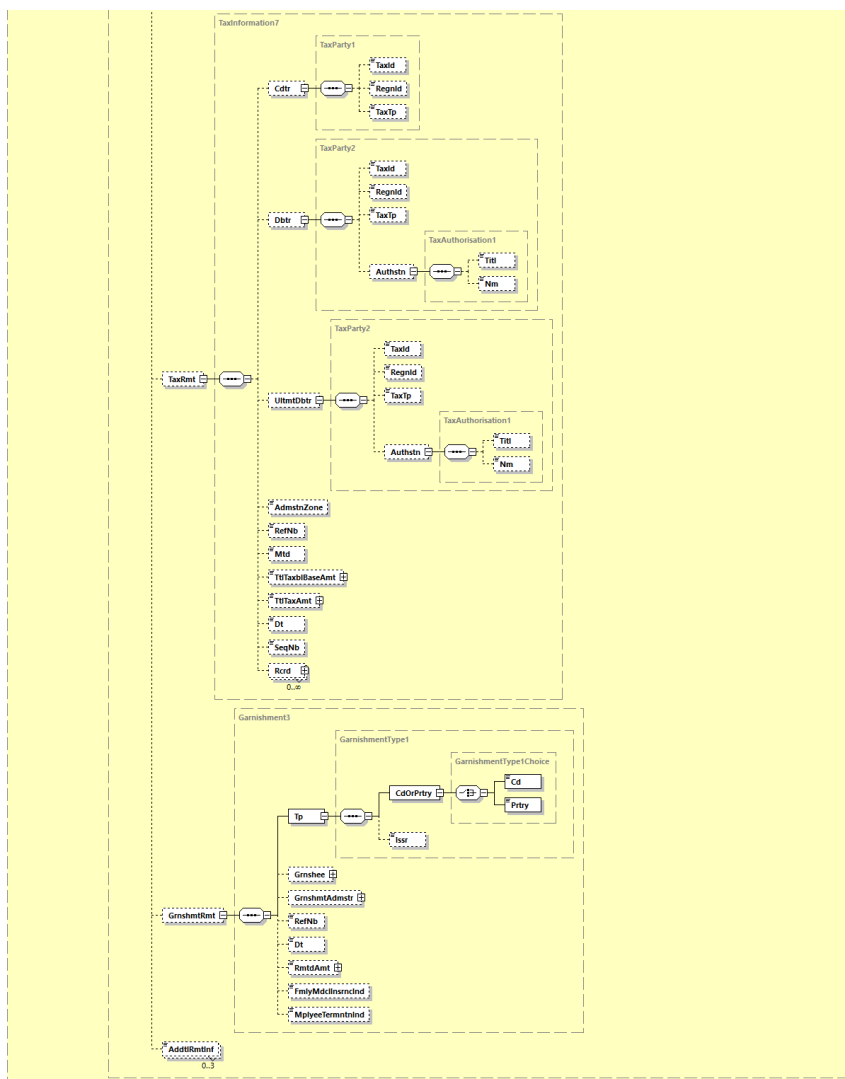 TaxInformation7
TaxParty1
TaxId
Cdtr
RegnId
TaxTp
TaxParty2
TaxId
RegnId
Dbtr
TaxTp
TaxAuthorisation1
Titl
Authstn
Nm
TaxParty2
TaxId
RegnId
TaxRmt
UltmtDbtr
TaxTp
TaxAuthorisation1
Titl
Authstn
Nm
AdmstnZone
RefNb
Mtd
TtlTaxblBaseAmt
TtlTaxAmt
Dt
SeqNb
Rcrd
0..∞
Garnishment3
GarnishmentType1
GarnishmentType1Choice
Cd
CdOrPrtry
Prtry
Tp
Issr
Grnshee
GrnshmtAdmstr
GrnshmtRmt
RefNb
Dt
RmtdAmt
FmlyMdclInsrncInd
MplyeeTermntnInd
AddtlRmtInf
0..3